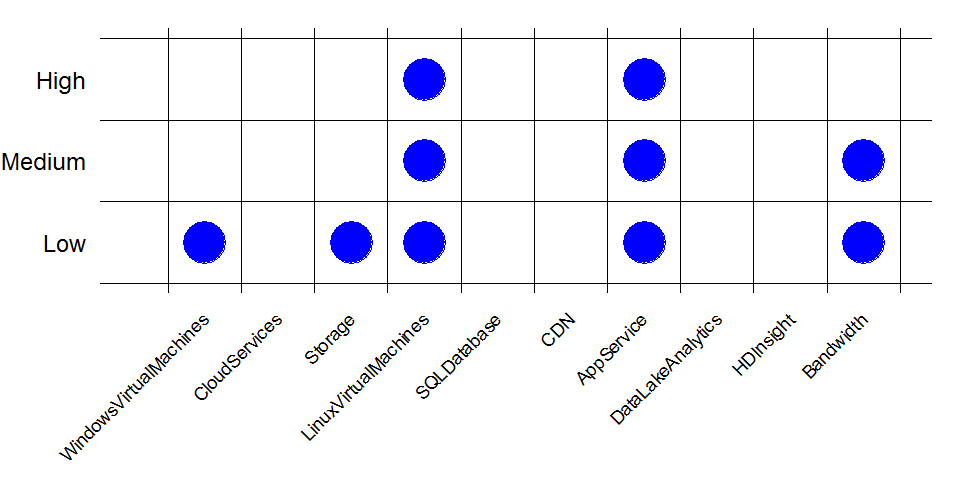 High
Medium
Low
WindowsVirtualMachines
CloudServices
Storage
LinuxVirtualMachines
SQLDatabase
CDN
AppService
DataLakeAnalytics
HDInsight
Bandwidth